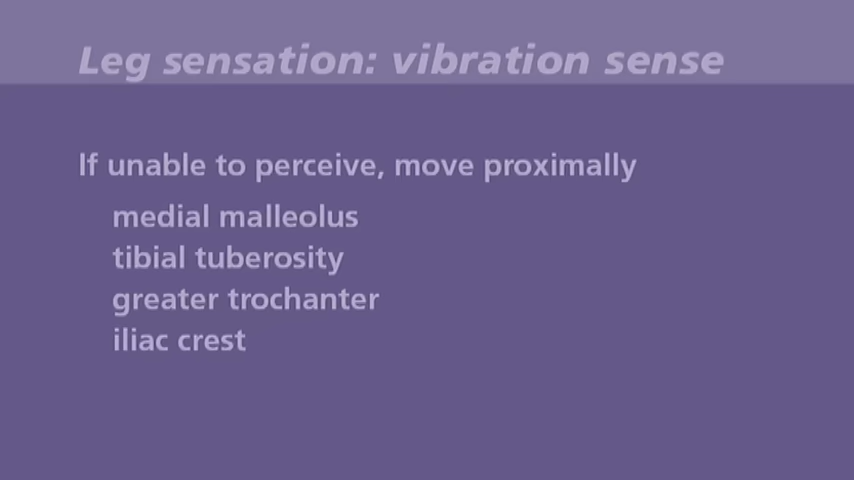 Leg sensation: vibration sense
If unable to perceive, move proximally
medial malleolus
tibial tuberosity
greater trochanter
iliac crest